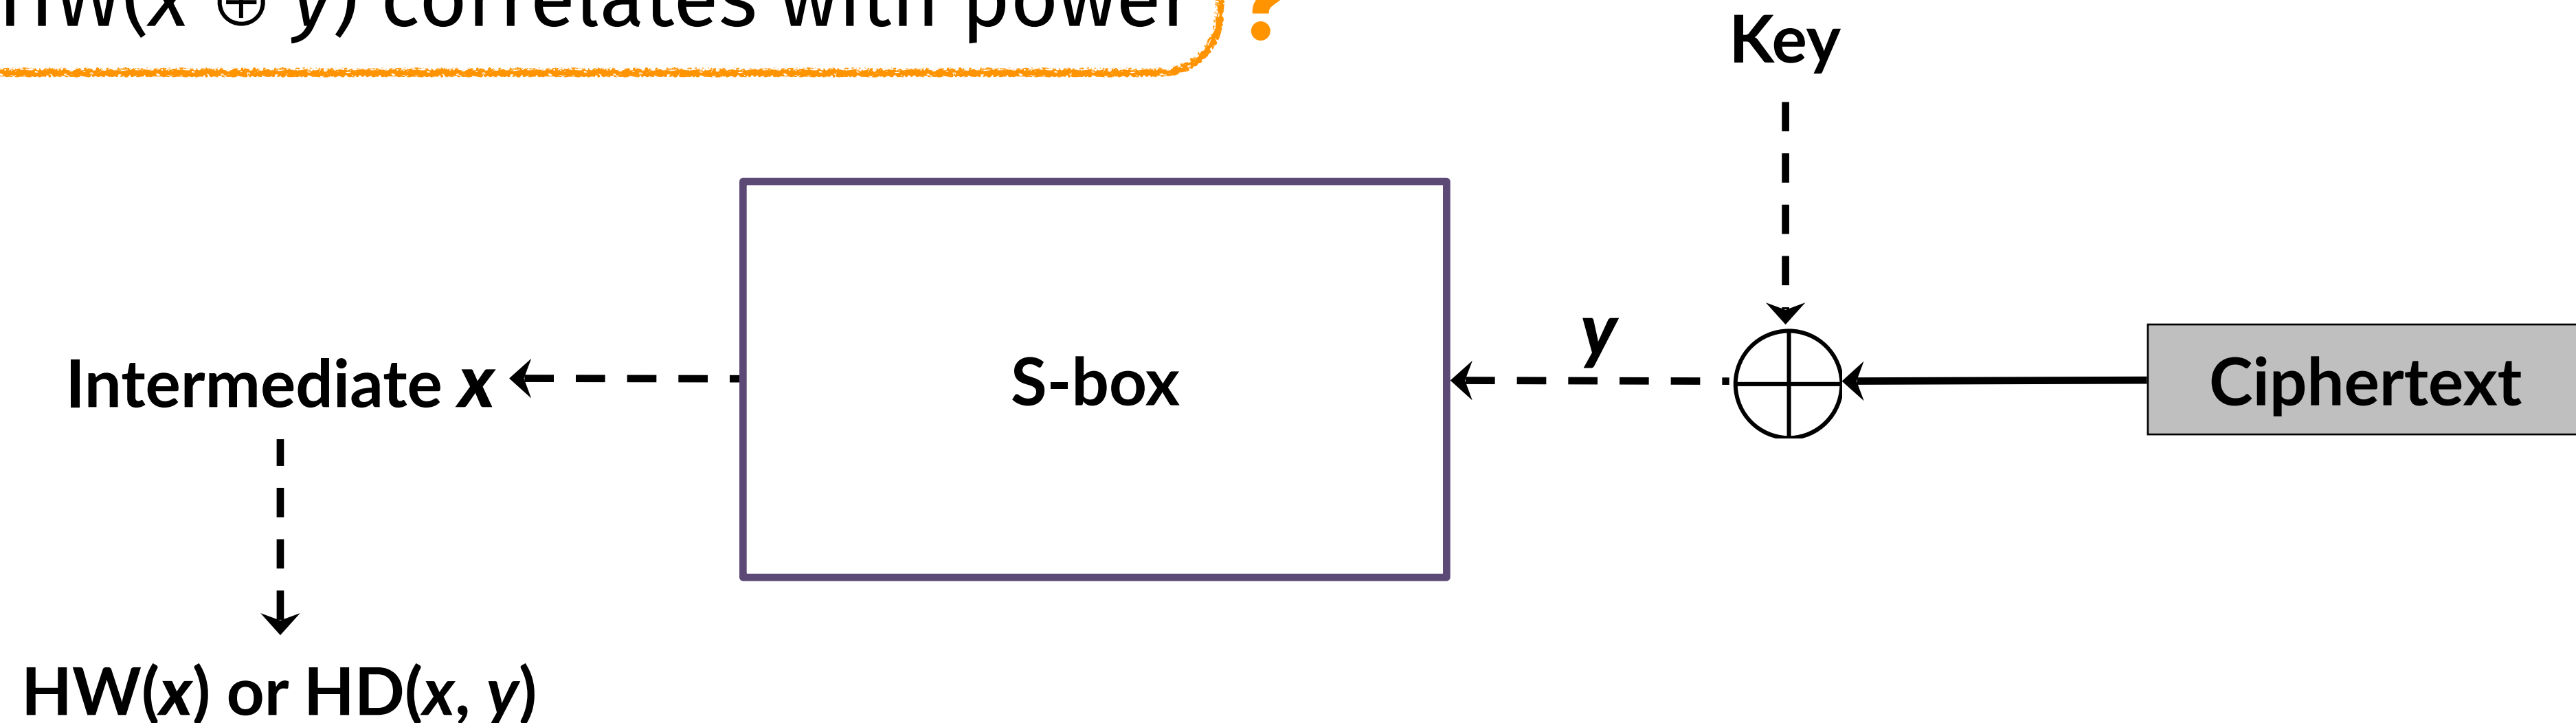 HW(x ⊕ y) correlates with power ?
Key
y
Intermediate x
S-box
Ciphertext
HW(x) or HD(x, y)